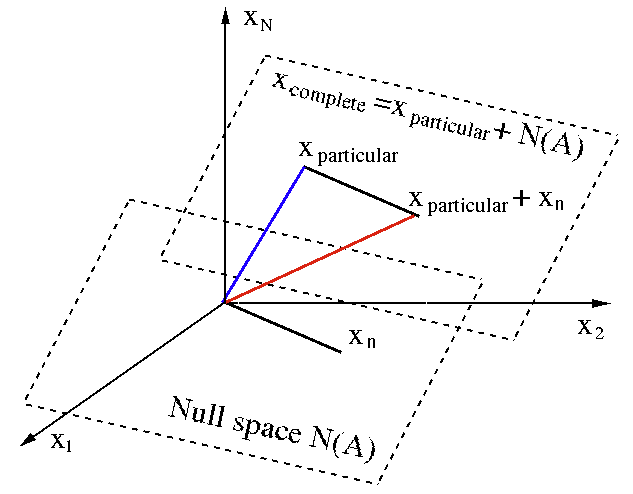 x_N
x_complete = x_particular + N(A)
x_particular
x_particular + x_n
x_2
x_n
Null space N(A)
x_1